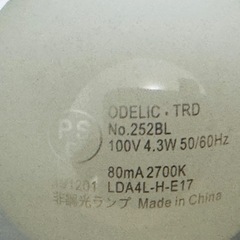 ODELIC・TRD
No.252BL
PS
100V 4.3W 50/60Hz
80mA 2700K
LDA4L-H-E17
非調光ランプ Made in China